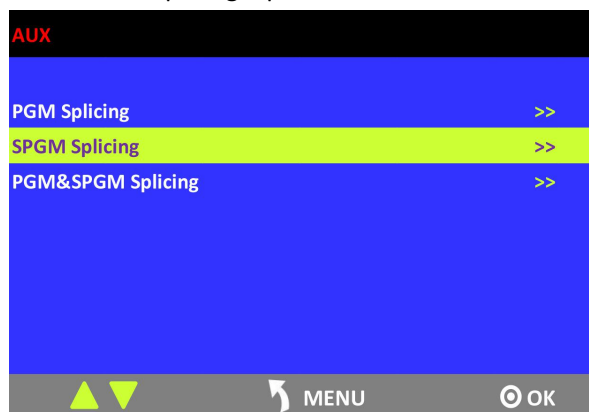 AUX
PGM Splicing >>
SPGM Splicing >>
PGM&SPGM Splicing >>
MENU OK